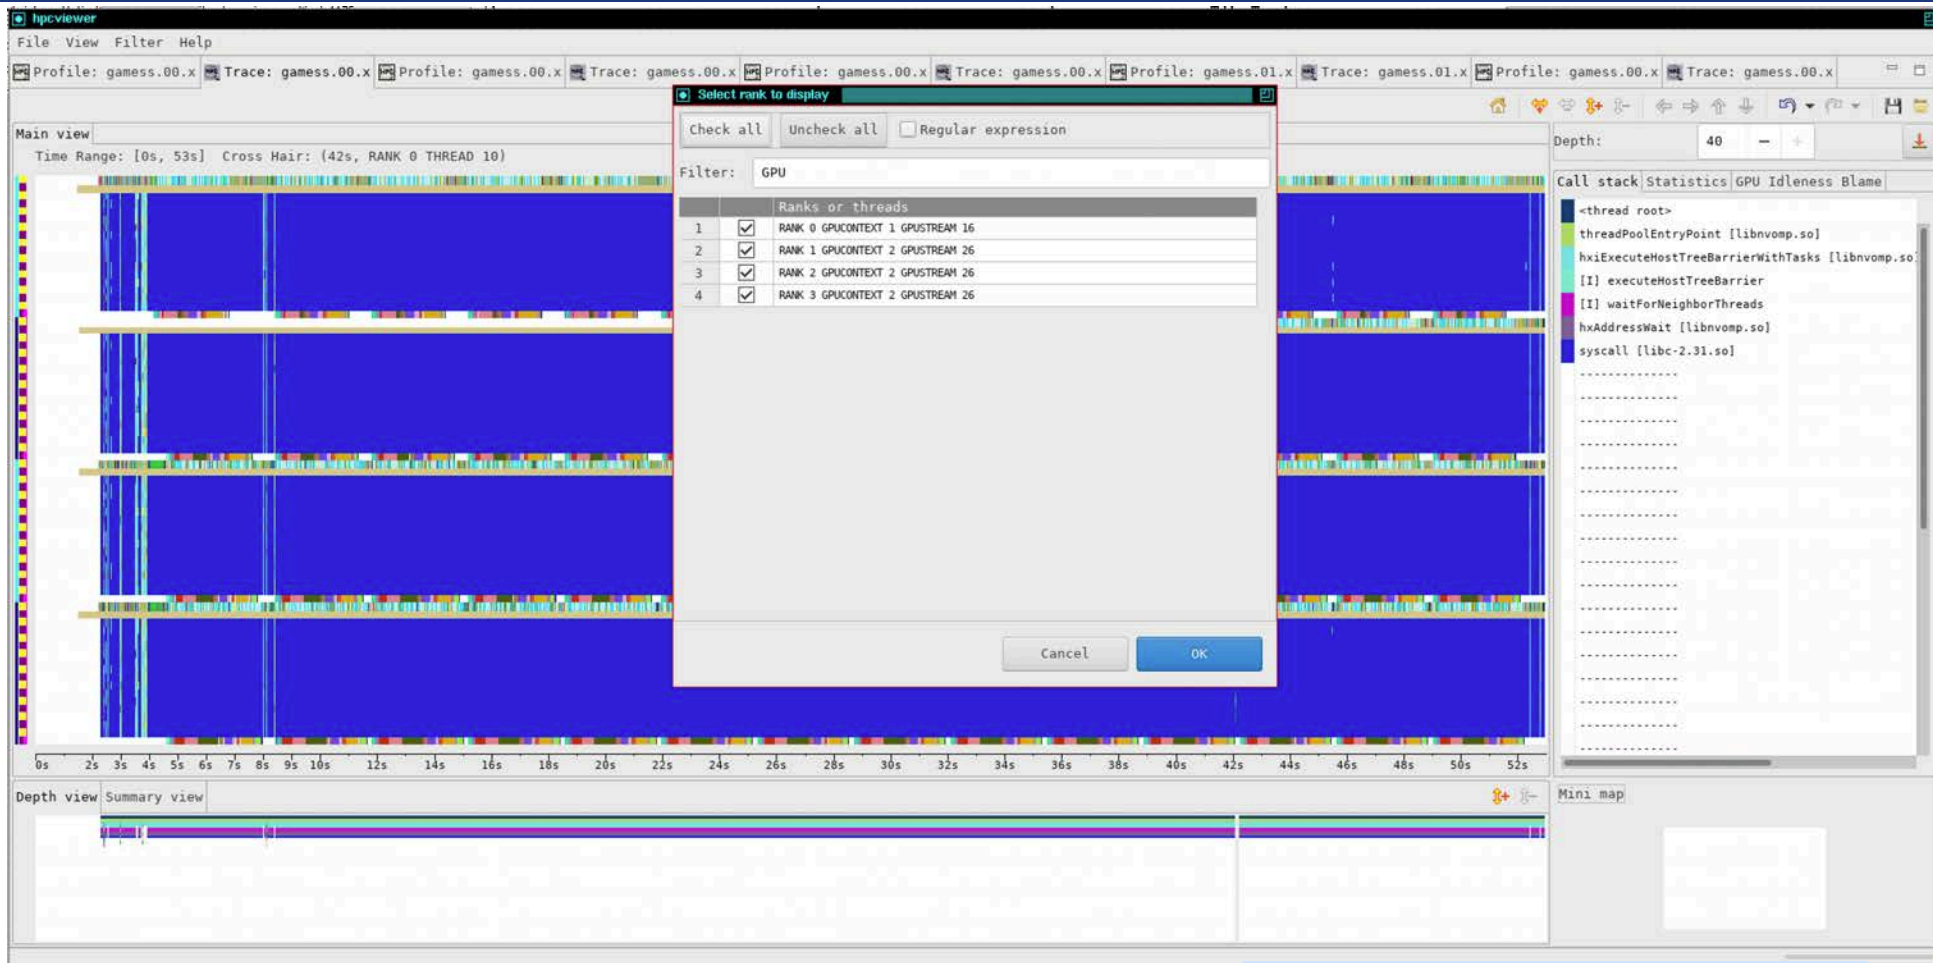 hpcviewer
File View Filter Help
Profile: gamess.00.x Trace: gamess.00.x Profile: gamess.00.x Trace: gamess.00.x Profile: gamess.00.x Trace: gamess.00.x Profile: gamess.01.x Trace: gamess.01.x Profile: gamess.00.x Trace: gamess.00.x
Select rank to display
Check all Uncheck all Regular expression
Filter: GPU
Ranks or threads
1 RANK 0 GPUCONTEXT 1 GPUSTREAM 16
2 RANK 1 GPUCONTEXT 2 GPUSTREAM 26
3 RANK 2 GPUCONTEXT 2 GPUSTREAM 26
4 RANK 3 GPUCONTEXT 2 GPUSTREAM 26
Cancel OK
Main view
Time Range: [0s, 53s] Cross Hair: (42s, RANK 0 THREAD 10)
0s 2s 3s 4s 5s 6s 7s 8s 9s 10s 12s 14s 16s 18s 20s 22s 24s 26s 28s 30s 32s 34s 36s 38s 40s 42s 44s 46s 48s 50s 52s
Depth: 40 − +
Call stack Statistics GPU Idleness Blame
<thread root>
threadPoolEntryPoint [libnvomp.so]
hxiExecuteHostTreeBarrierWithTasks [libnvomp.so
[I] executeHostTreeBarrier
[I] waitForNeighborThreads
hxAddressWait [libnvomp.so]
syscall [libc-2.31.so]
Depth view Summary view
Mini map